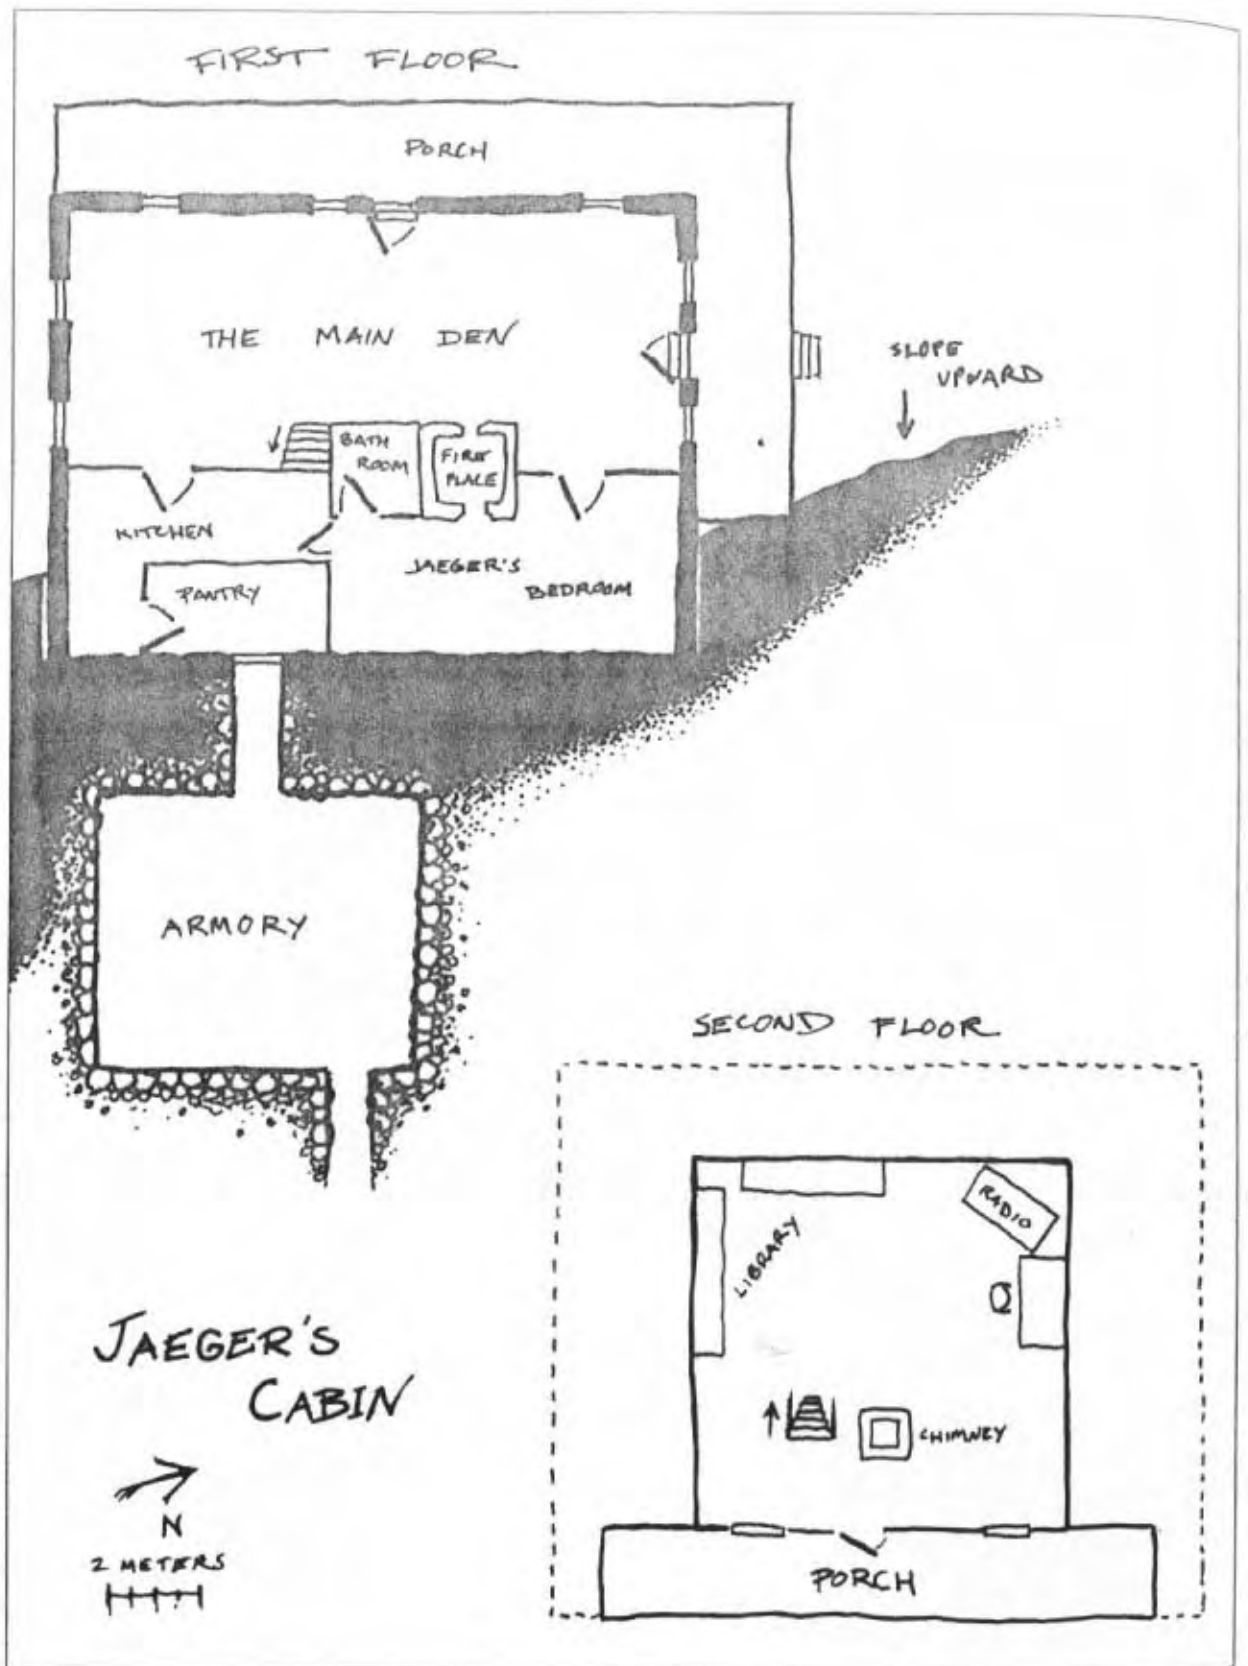 FIRST FLOOR
PORCH
THE MAIN DEN
SLOPE
UPWARD
BATH
ROOM
FIRE
PLACE
KITCHEN
JAEGER'S
BEDROOM
PANTRY
ARMORY
SECOND FLOOR
RADIO
LIBRARY
CHIMNEY
PORCH
JAEGER'S
CABIN
N
2 METERS